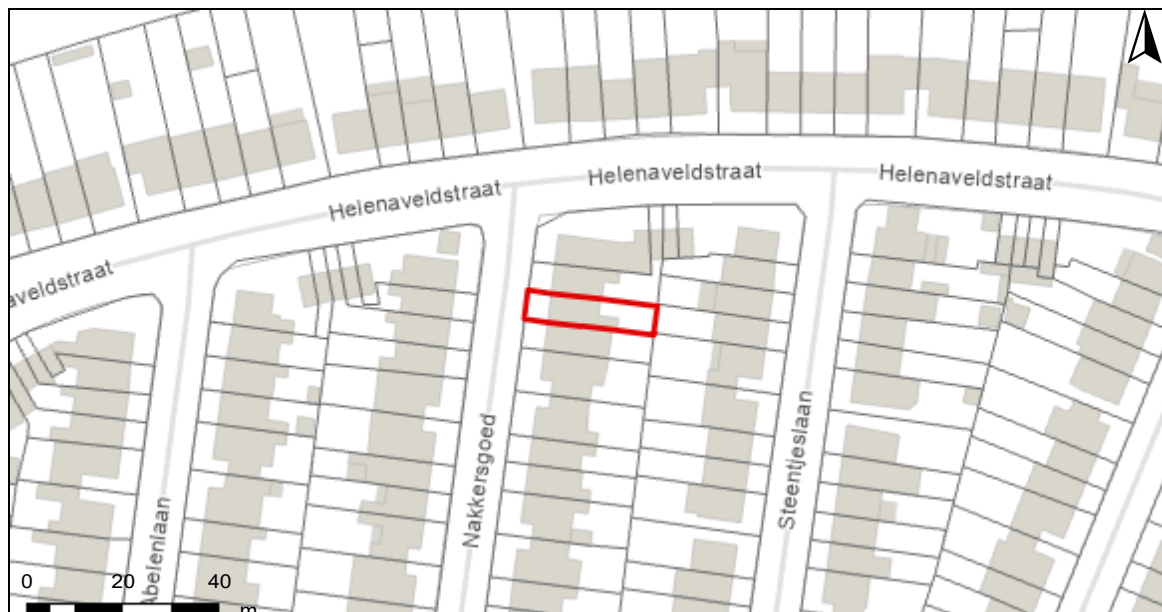 Helenaveldstraat
Helenaveldstraat
Helenaveldstraat
aveldstraat
Abelenlaan
Nakkersgoed
Steentjeslaan
0 20 40
m